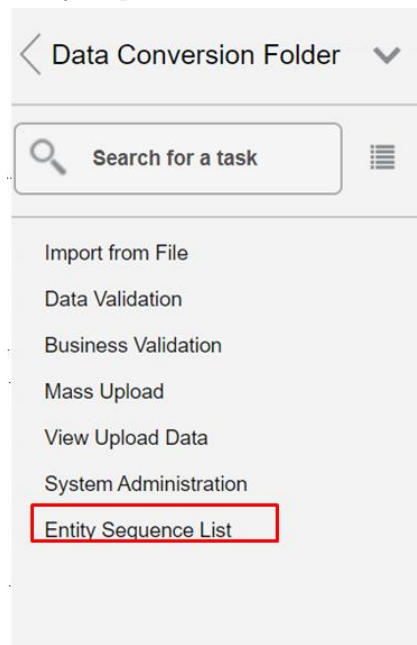 Data Conversion Folder
Search for a task
Import from File
Data Validation
Business Validation
Mass Upload
View Upload Data
System Administration
Entity Sequence List